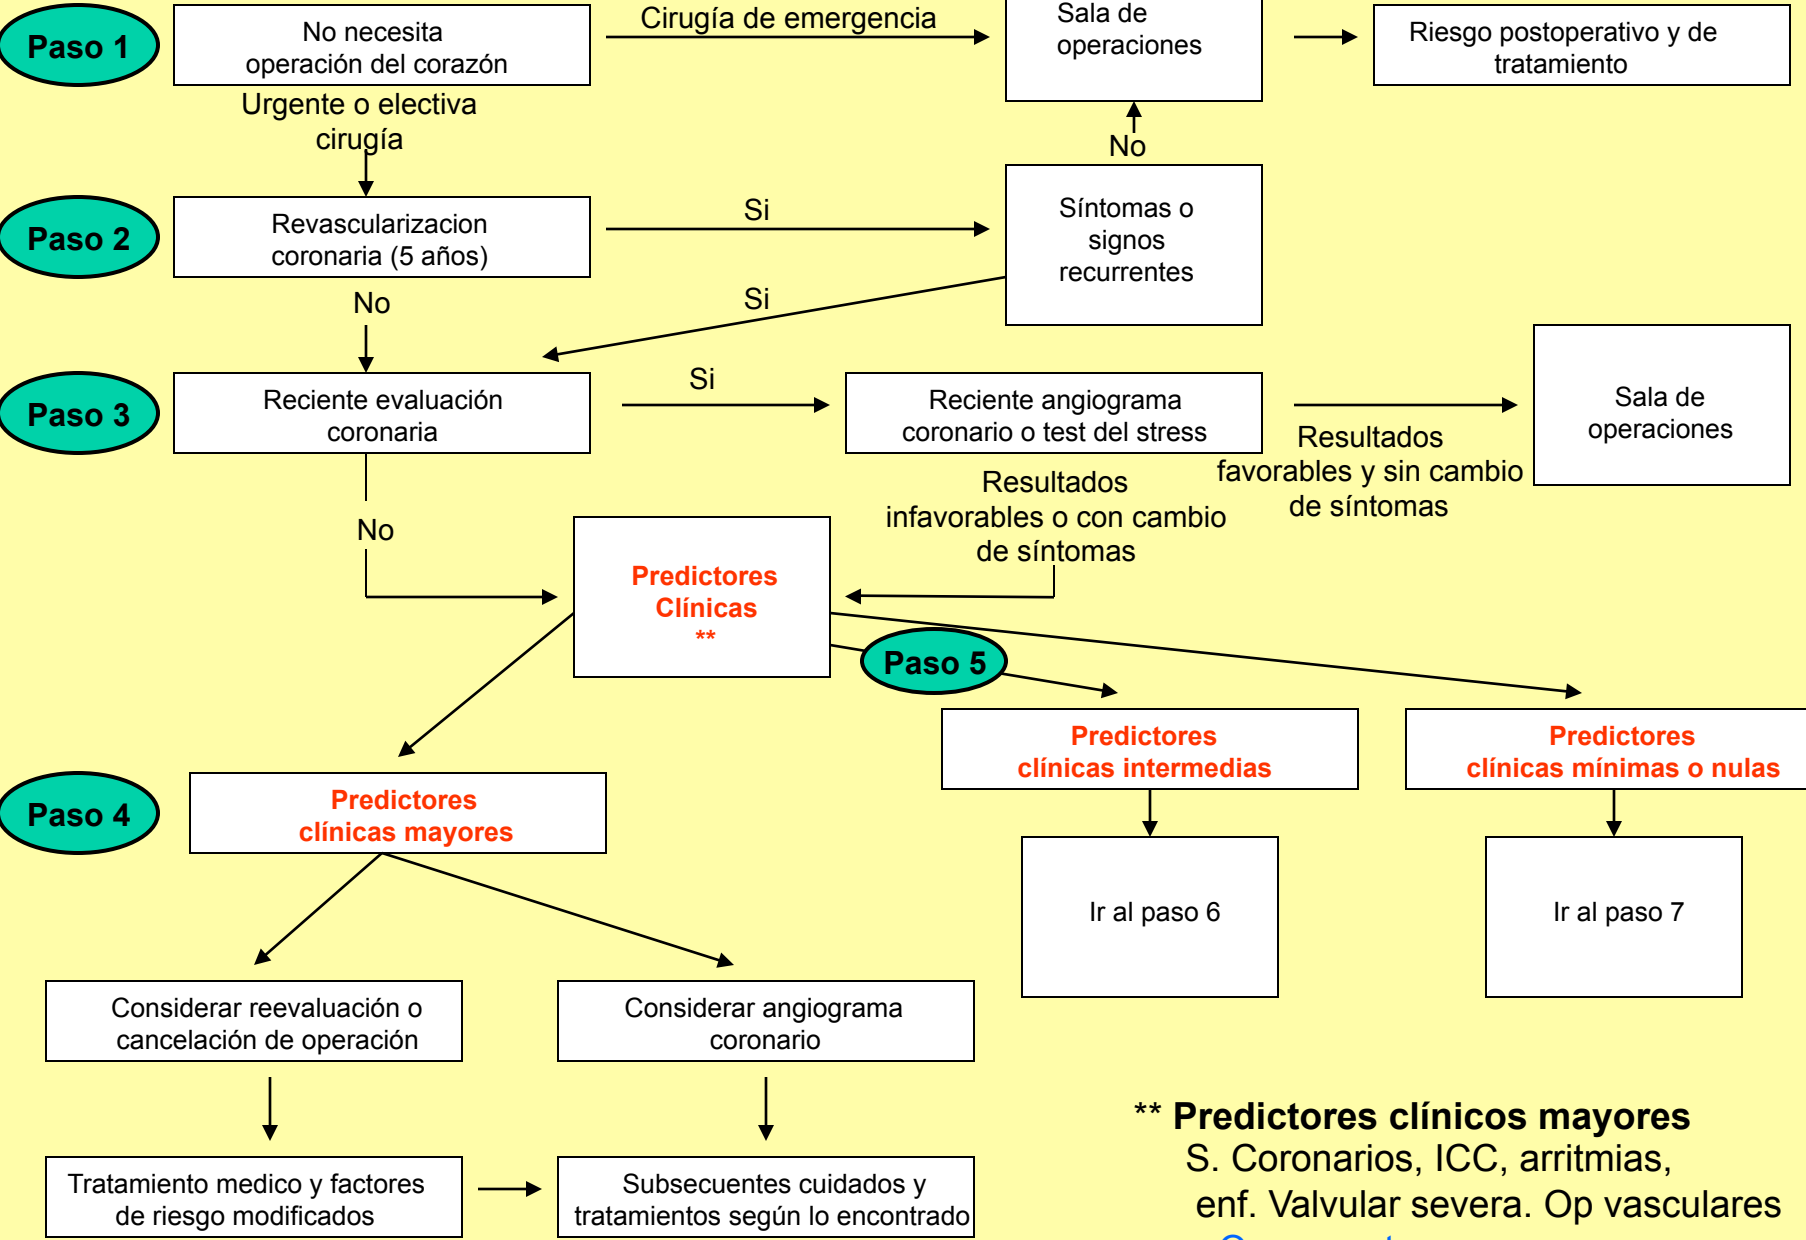 Paso 1
No necesita
operación del corazón
Cirugía de emergencia
Sala de
operaciones
Riesgo postoperativo y de
tratamiento
Urgente o electiva
cirugía
No
Paso 2
Revascularizacion
coronaria (5 años)
Si
Síntomas o
signos
recurrentes
No
Si
Paso 3
Reciente evaluación
coronaria
Si
Reciente angiograma
coronario o test del stress
Resultados
favorables y sin cambio
de síntomas
Sala de
operaciones
No
Resultados
infavorables o con cambio
de síntomas
Predictores
Clínicas
**
Paso 5
Predictores
clínicas intermedias
Predictores
clínicas mínimas o nulas
Paso 4
Predictores
clínicas mayores
Ir al paso 6
Ir al paso 7
Considerar reevaluación o
cancelación de operación
Considerar angiograma
coronario
Tratamiento medico y factores
de riesgo modificados
Subsecuentes cuidados y
tratamientos según lo encontrado
** Predictores clínicos mayores
S. Coronarios, ICC, arritmias,
enf. Valvular severa. Op vasculares